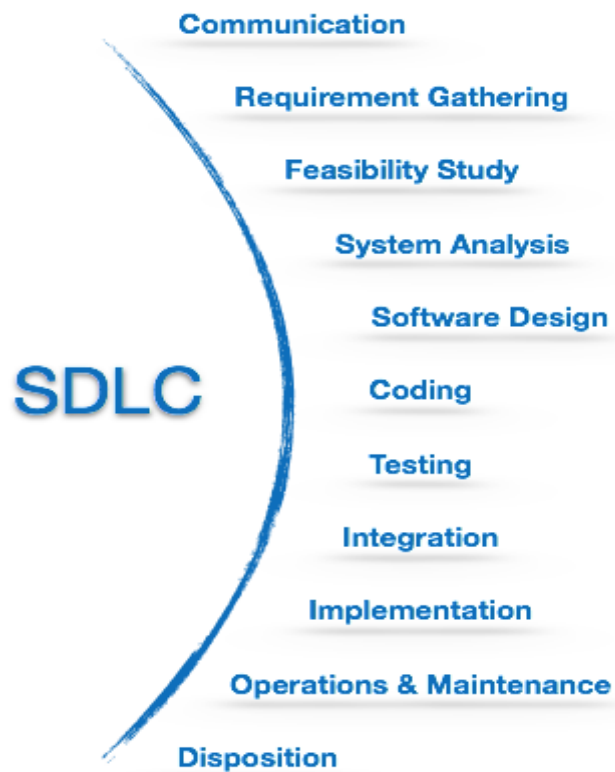 Communication
Requirement Gathering
Feasibility Study
System Analysis
Software Design
SDLC
Coding
Testing
Integration
Implementation
Operations & Maintenance
Disposition